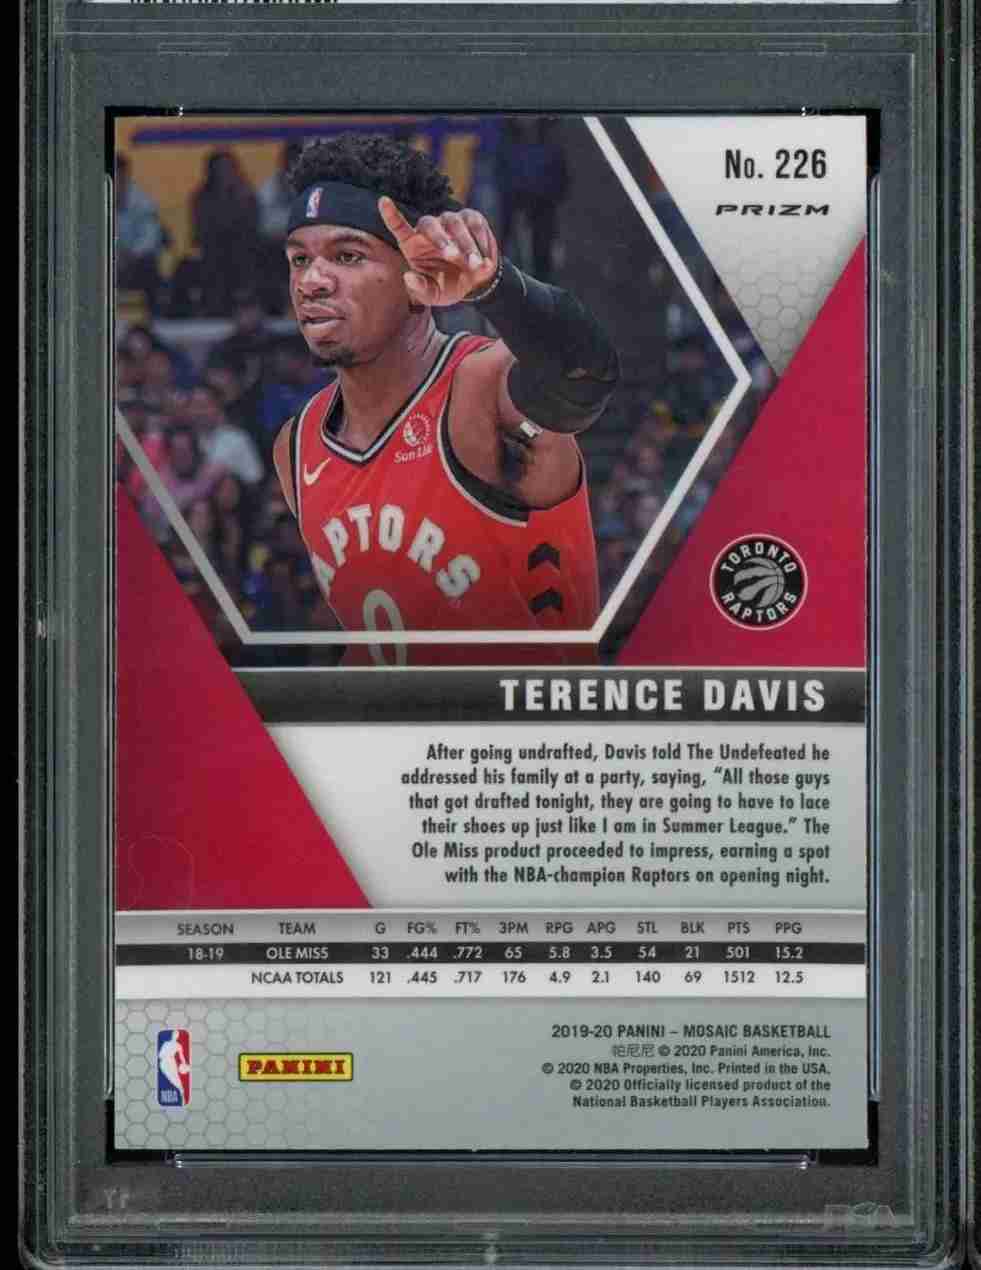 No. 226
PRIZM
Sun Life
RAPTORS
0
TORONTO
RAPTORS
TERENCE DAVIS
After going undrafted, Davis told The Undefeated he
addressed his family at a party, saying, “All those guys
that got drafted tonight, they are going to have to lace
their shoes up just like I am in Summer League.” The
Ole Miss product proceeded to impress, earning a spot
with the NBA-champion Raptors on opening night.
SEASON TEAM G FG% FT% 3PM RPG APG STL BLK PTS PPG
18-19 OLE MISS 33 .444 .772 65 5.8 3.5 54 21 501 15.2
NCAA TOTALS 121 .445 .717 176 4.9 2.1 140 69 1512 12.5
2019-20 PANINI – MOSAIC BASKETBALL
帕尼尼 © 2020 Panini America, Inc.
© 2020 NBA Properties, Inc. Printed in the USA.
© 2020 Officially licensed product of the
National Basketball Players Association.
NBA
PANINI
PSA